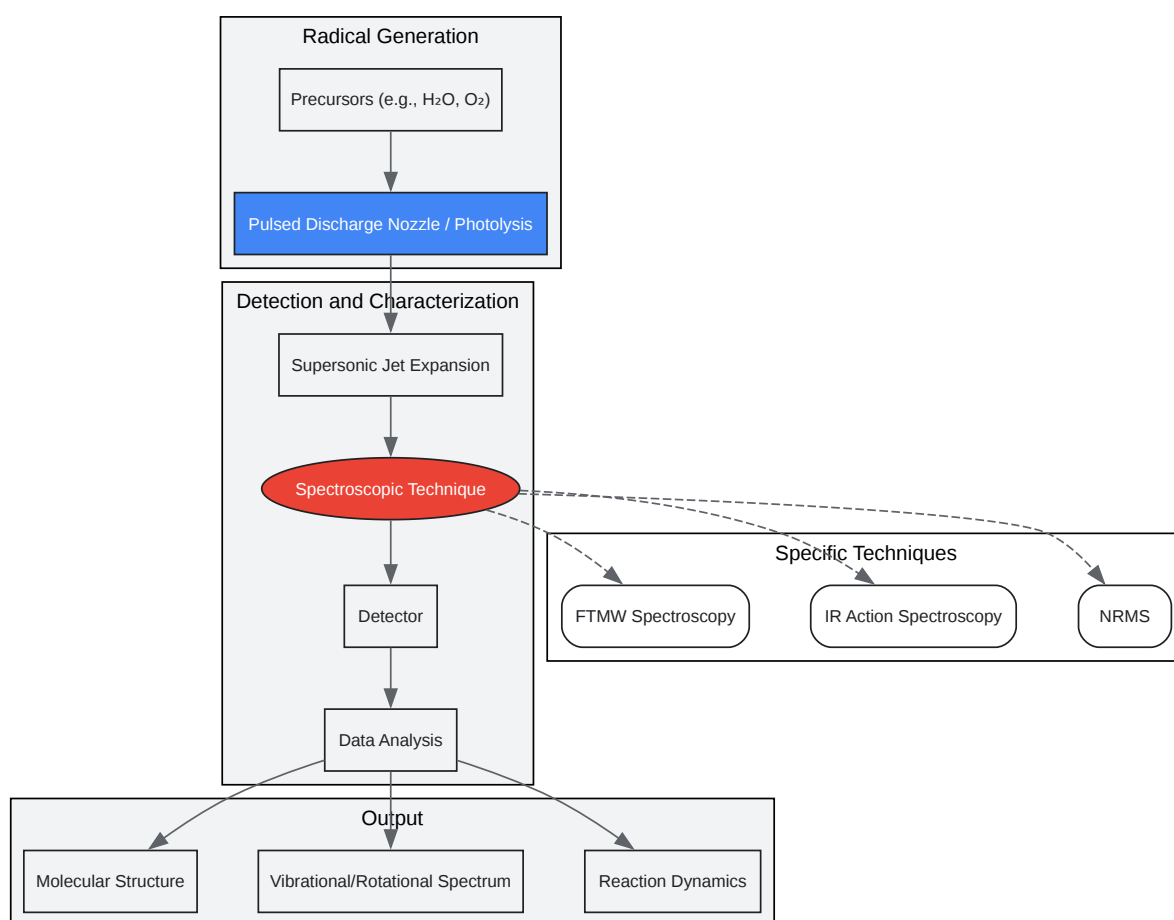 Radical Generation
Precursors (e.g., H₂O, O₂)
Pulsed Discharge Nozzle / Photolysis
Detection and Characterization
Supersonic Jet Expansion
Spectroscopic Technique
Specific Techniques
FTMW Spectroscopy
IR Action Spectroscopy
NRMS
Detector
Data Analysis
Output
Molecular Structure
Vibrational/Rotational Spectrum
Reaction Dynamics